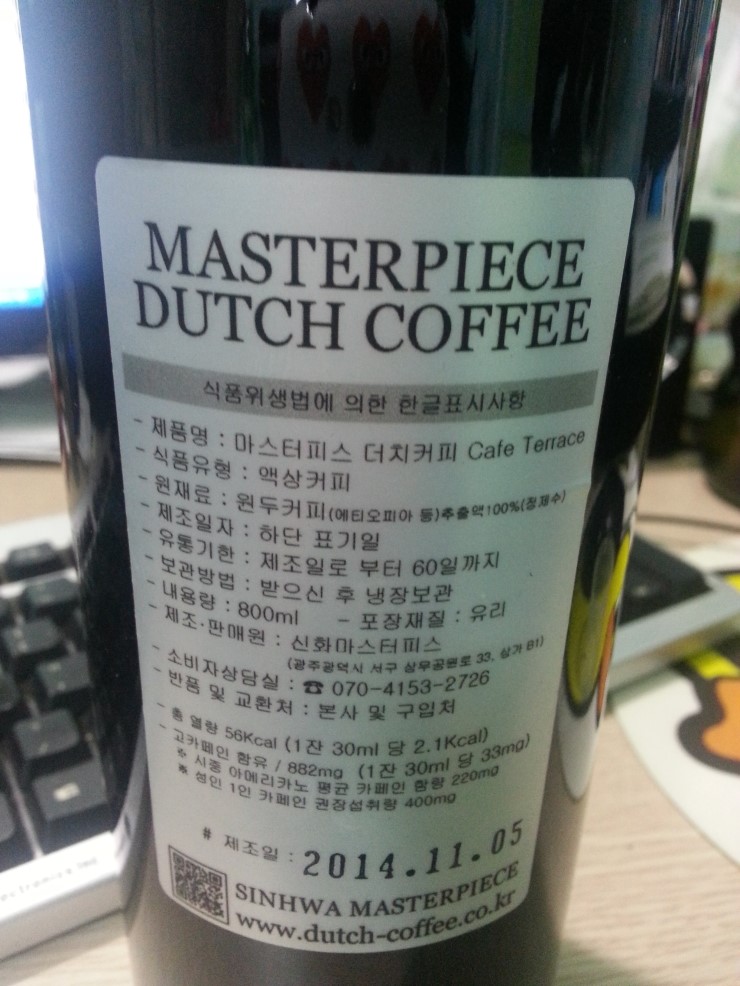 MASTERPIECE
DUTCH COFFEE
식품위생법에 의한 한글표시사항
- 제품명 : 마스터피스 더치커피 Cafe Terrace
- 식품유형 : 액상커피
- 원재료 : 원두커피(에티오피아 등)추출액100%(정제수)
- 제조일자 : 하단 표기일
- 유통기한 : 제조일로 부터 60일까지
- 보관방법 : 받으신 후 냉장보관
- 내용량 : 800ml - 포장재질 : 유리
- 제조·판매원 : 신화마스터피스
(광주광역시 서구 상무공원로 33, 상가 B1)
- 소비자상담실 : ☎ 070-4153-2726
- 반품 및 교환처 : 본사 및 구입처
- 총 열량 56Kcal (1잔 30ml 당 2.1Kcal)
- 고카페인 함유 / 882mg (1잔 30ml 당 33mg)
※ 시중 아메리카노 평균 카페인 함량 220mg
※ 성인 1인 카페인 권장섭취량 400mg
# 제조일 : 2014.11.05
SINHWA MASTERPIECE
www.dutch-coffee.co.kr